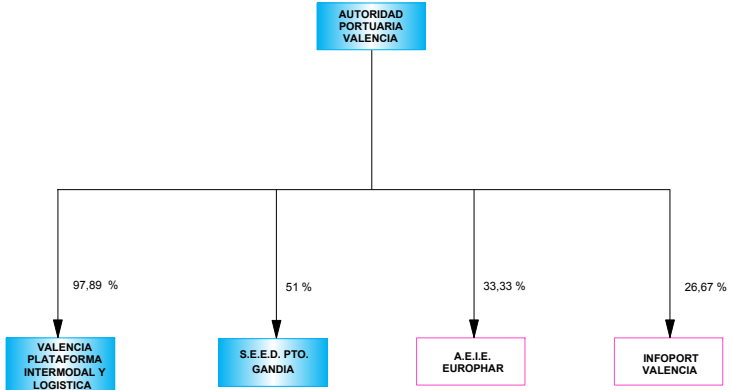 AUTORIDAD
PORTUARIA
VALENCIA
97,89 %
51 %
33,33 %
26,67 %
VALENCIA
PLATAFORMA
INTERMODAL Y
LOGISTICA
S.E.E.D. PTO.
GANDIA
A.E.I.E.
EUROPHAR
INFOPORT
VALENCIA